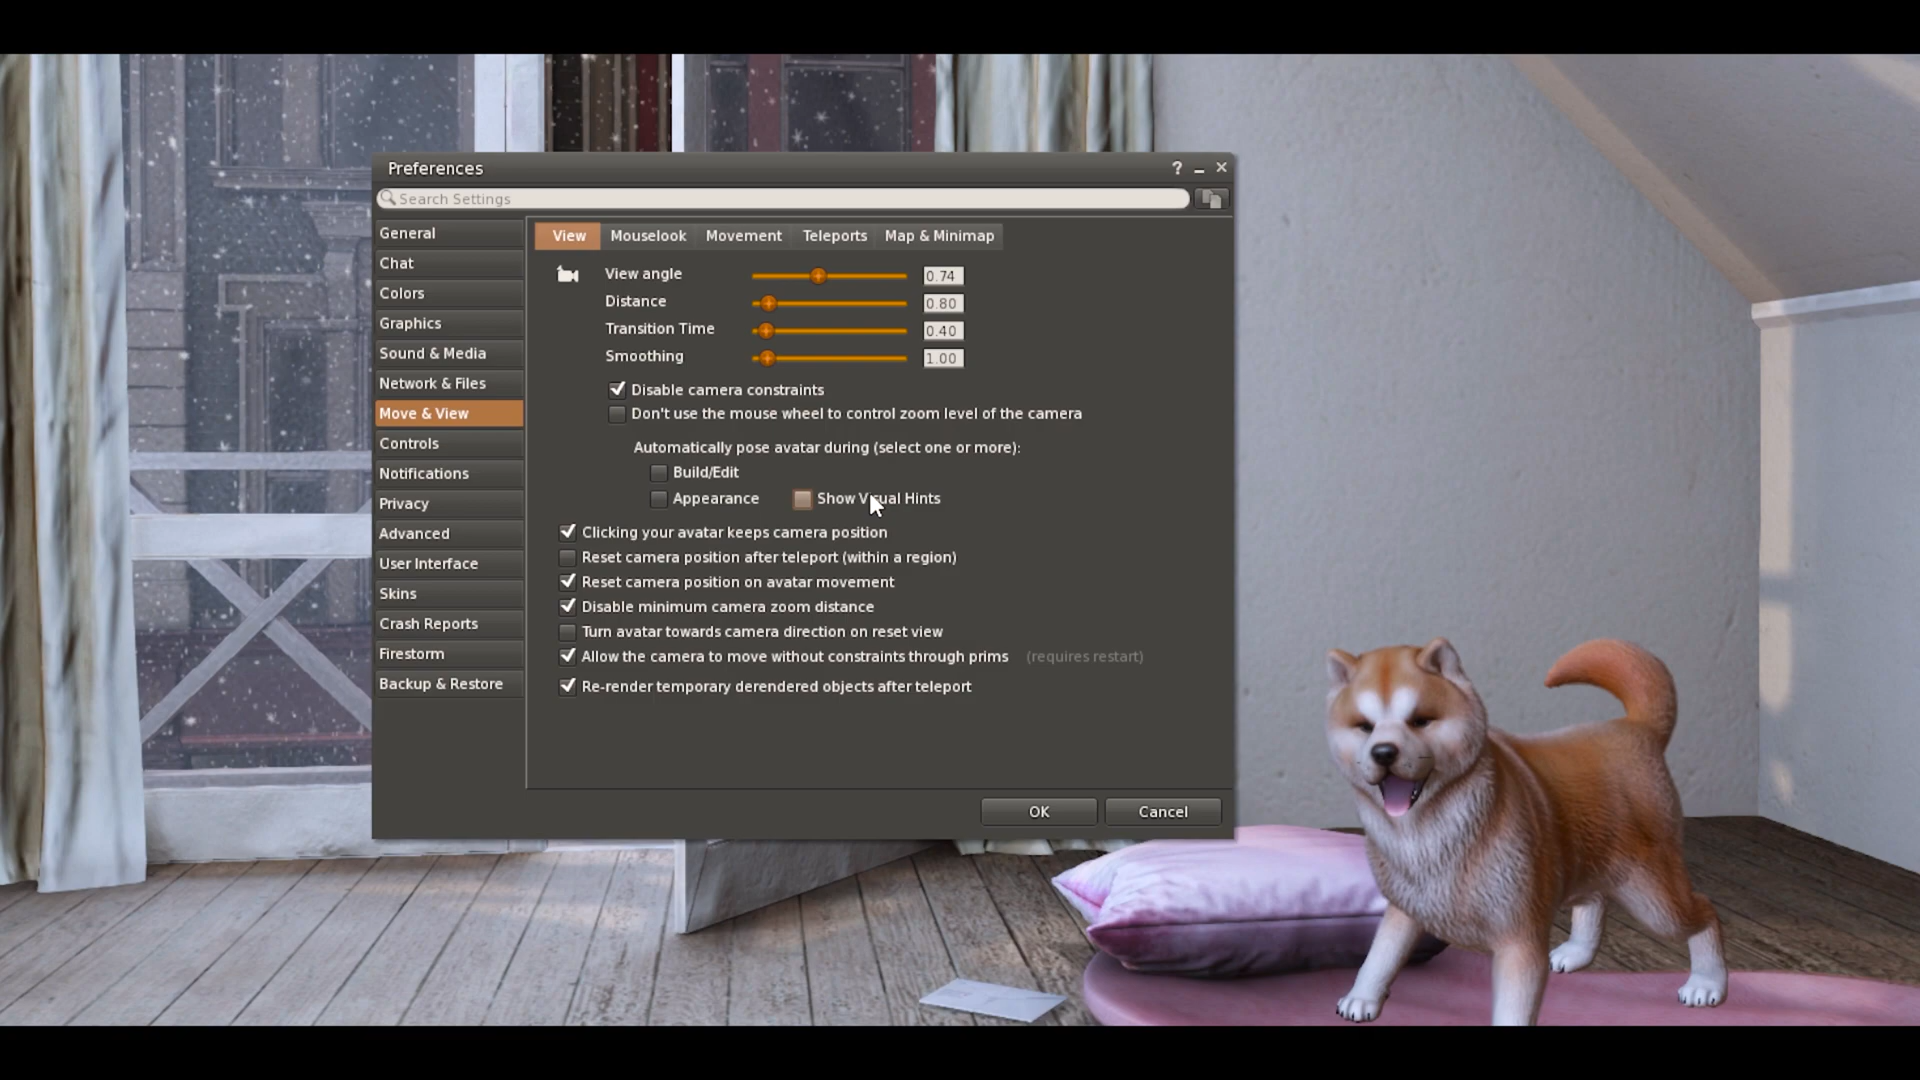 Preferences
?
Search Settings
General
Chat
Colors
Graphics
Sound & Media
Network & Files
Move & View
Controls
Notifications
Privacy
Advanced
User Interface
Skins
Crash Reports
Firestorm
Backup & Restore
View Mouselook Movement Teleports Map & Minimap
View angle 0.74
Distance 0.80
Transition Time 0.40
Smoothing 1.00
Disable camera constraints
Don't use the mouse wheel to control zoom level of the camera
Automatically pose avatar during (select one or more):
Build/Edit
Appearance Show Visual Hints
Clicking your avatar keeps camera position
Reset camera position after teleport (within a region)
Reset camera position on avatar movement
Disable minimum camera zoom distance
Turn avatar towards camera direction on reset view
Allow the camera to move without constraints through prims (requires restart)
Re-render temporary derendered objects after teleport
OK Cancel